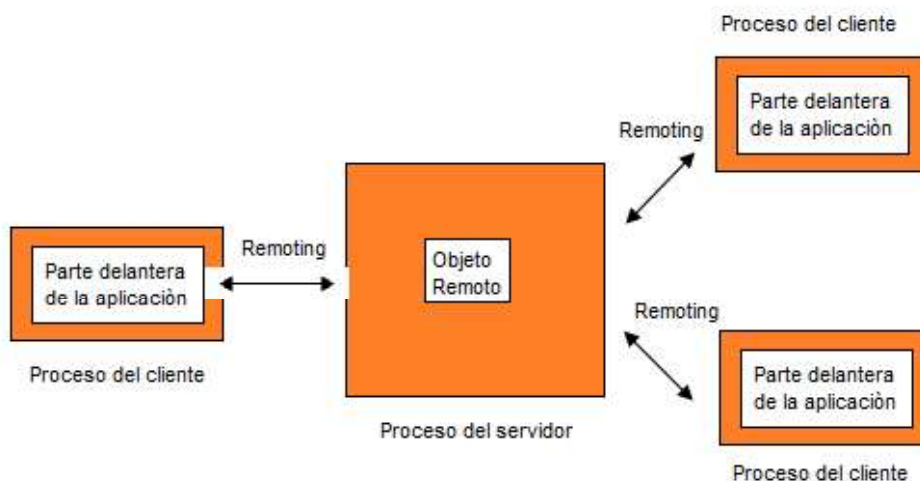 Proceso del cliente
Parte delantera
de la aplicaciòn
Remoting
Remoting
Parte delantera
de la aplicaciòn
Proceso del cliente
Objeto
Remoto
Proceso del servidor
Remoting
Parte delantera
de la aplicaciòn
Proceso del cliente